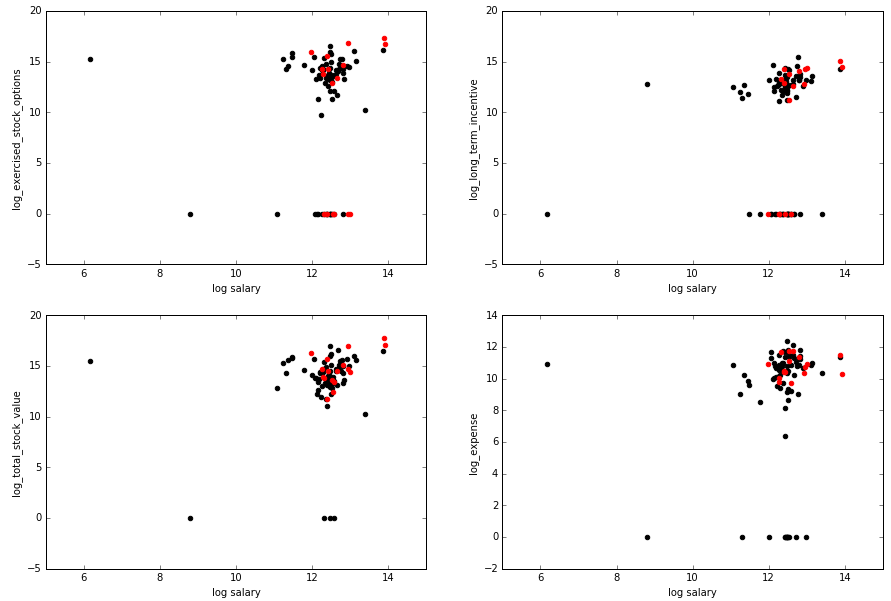 20
15
10
5
0
−5
6 8 10 12 14
log salary
log_exercised_stock_options
20
15
10
5
0
−5
6 8 10 12 14
log salary
log_long_term_incentive
20
15
10
5
0
−5
6 8 10 12 14
log salary
log_total_stock_value
14
12
10
8
6
4
2
0
−2
6 8 10 12 14
log salary
log_expense